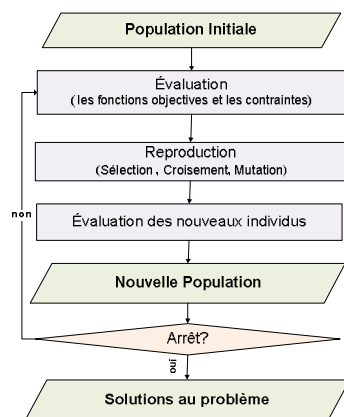 Population Initiale
Évaluation
(les fonctions objectives et les contraintes)
Reproduction
(Sélection, Croisement, Mutation)
non
Évaluation des nouveaux individus
Nouvelle Population
Arrêt?
oui
Solutions au problème